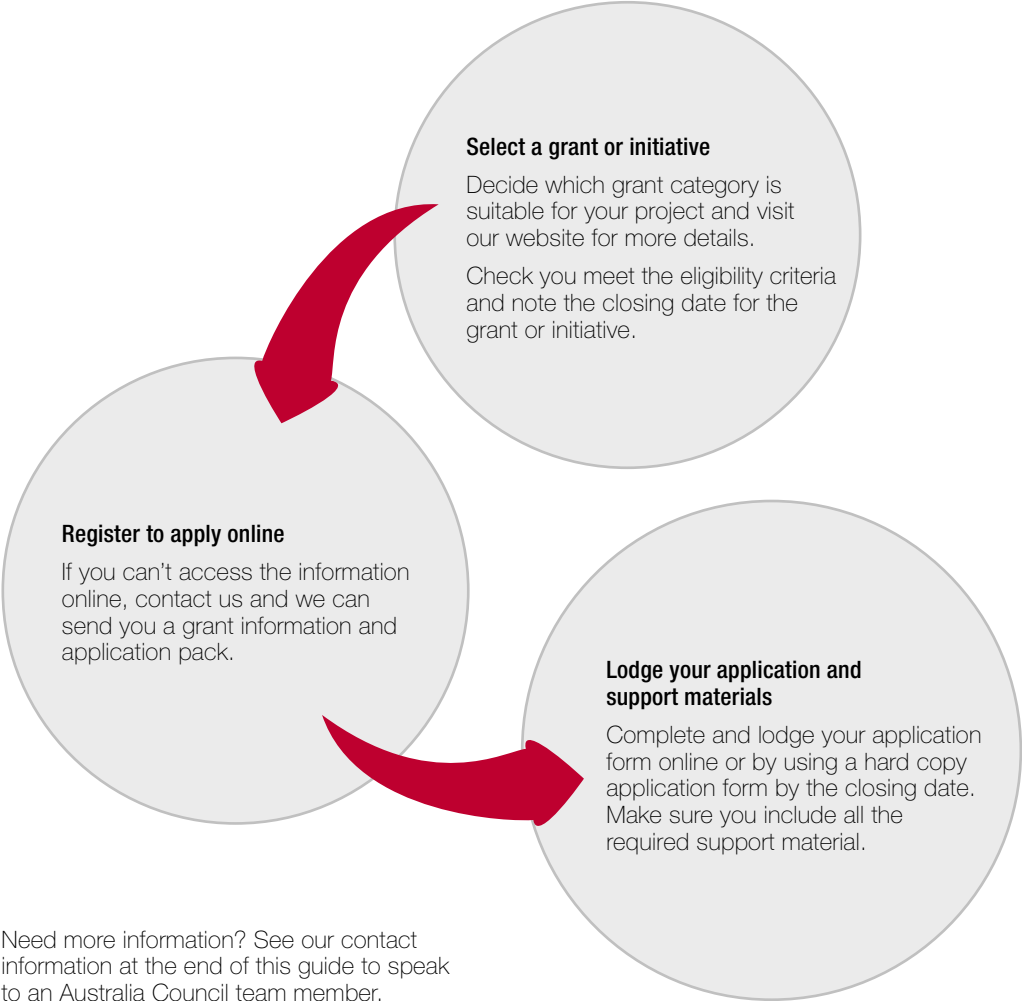 Select a grant or initiative
Decide which grant category is
suitable for your project and visit
our website for more details.
Check you meet the eligibility criteria
and note the closing date for the
grant or initiative.
Register to apply online
If you can’t access the information
online, contact us and we can
send you a grant information and
application pack.
Lodge your application and
support materials
Complete and lodge your application
form online or by using a hard copy
application form by the closing date.
Make sure you include all the
required support material.
Need more information? See our contact
information at the end of this guide to speak
to an Australia Council team member.